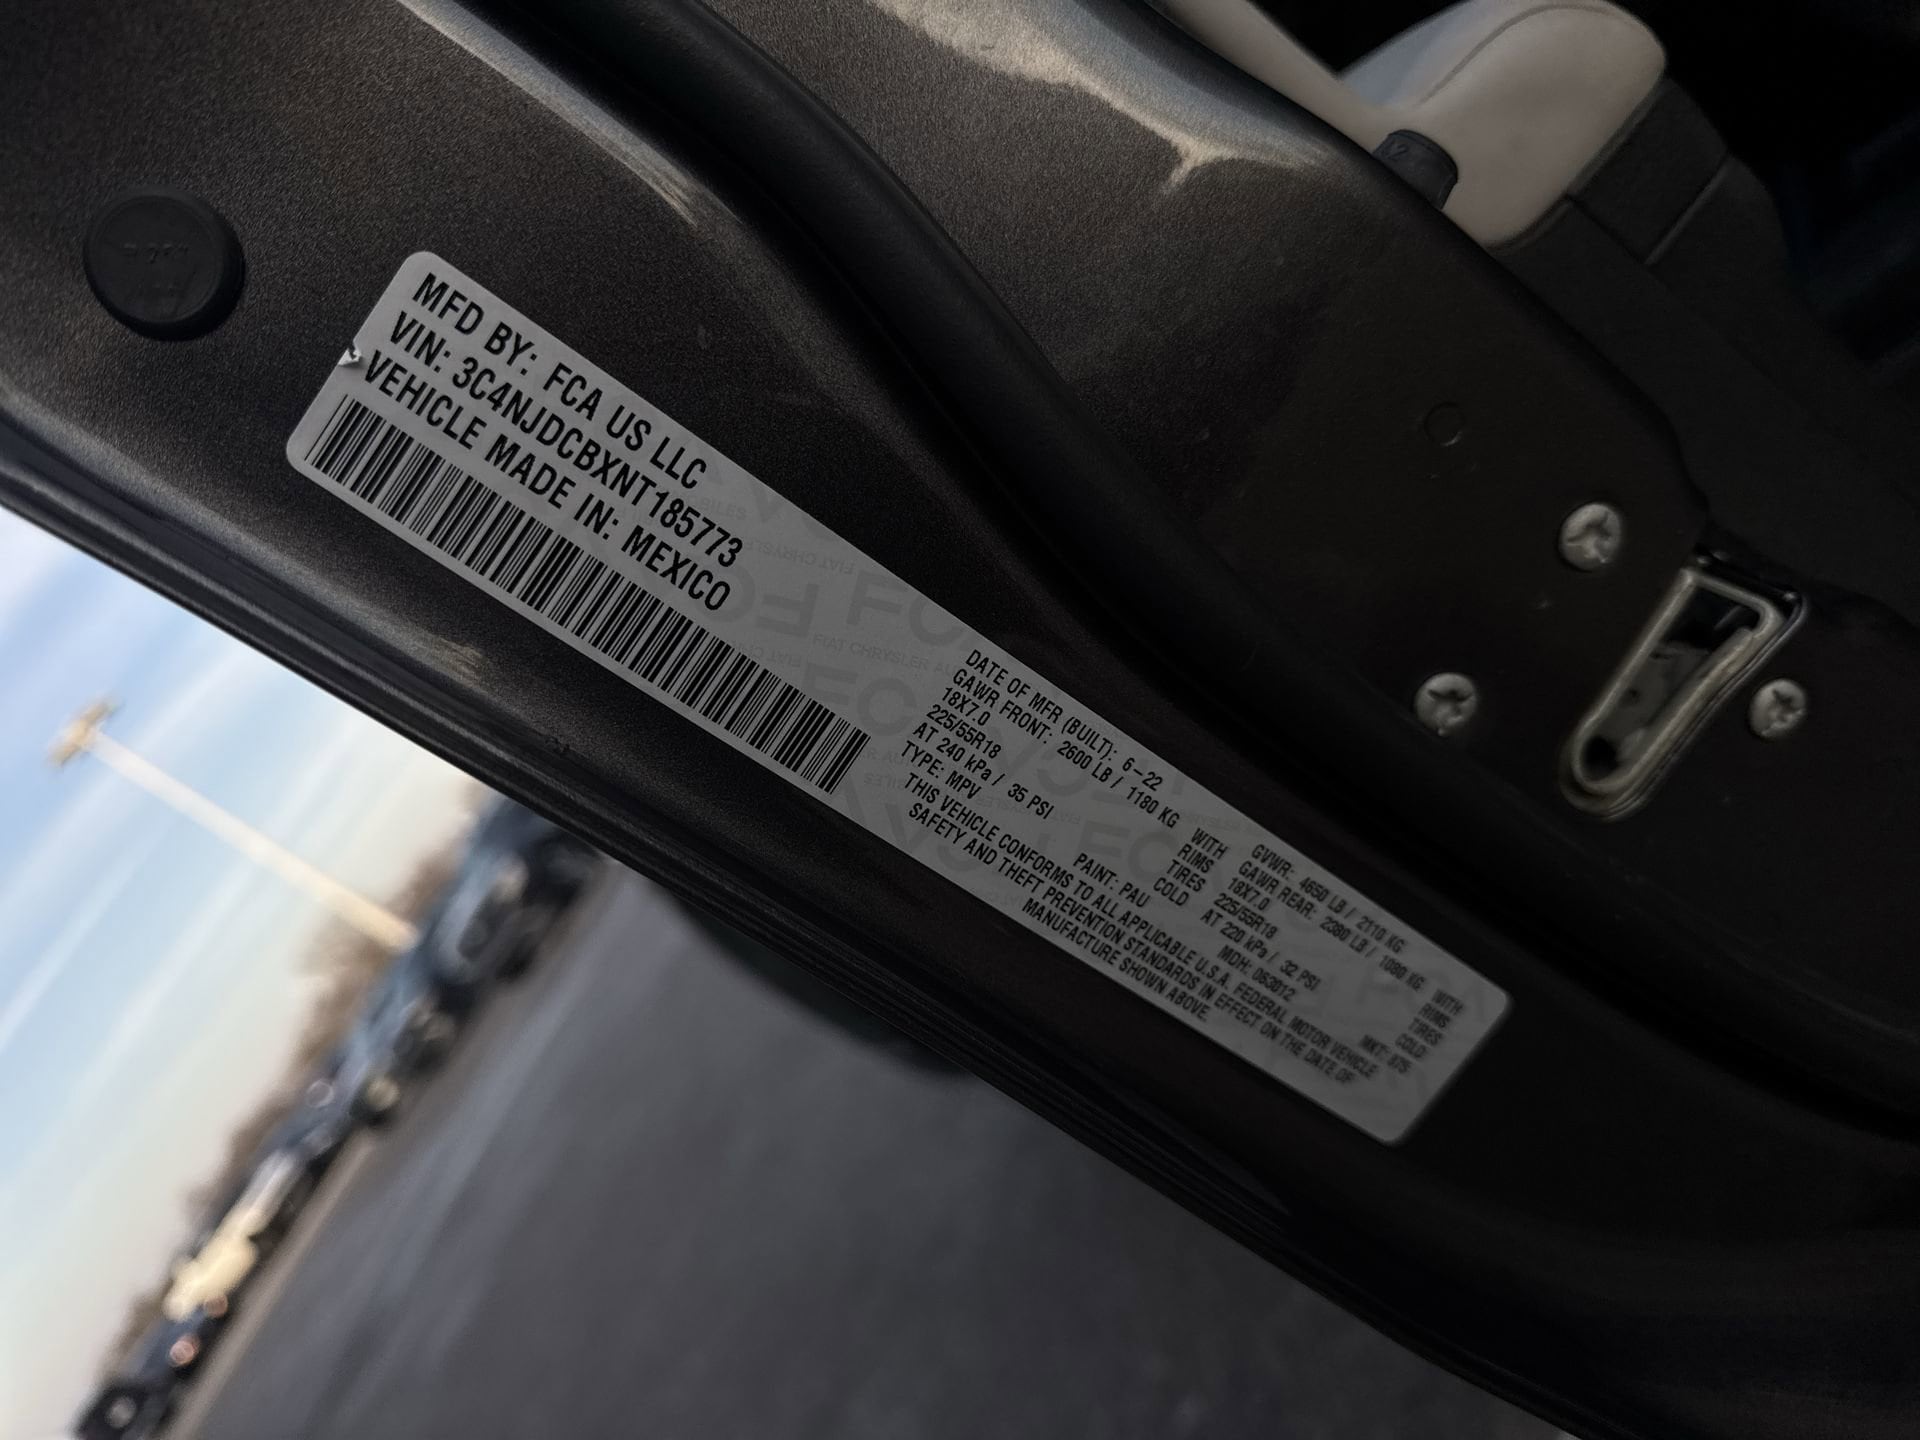 MFD BY: FCA US LLC
VIN: 3C4NJDCBXNT185773
VEHICLE MADE IN: MEXICO
DATE OF MFR (BUILT): 6-22 GVWR: 4650 LB / 2110 KG
GAWR FRONT: 2600 LB / 1180 KG WITH GAWR REAR: 2380 LB / 1080 KG WITH
18X7.0 RIMS 18X7.0 RIMS
225/55R18 TIRES 225/55R18 TIRES
AT 240 kPa / 35 PSI COLD AT 220 kPa / 32 PSI COLD
TYPE: MPV PAINT: PAU MDH: 063012 MKT: 875-
THIS VEHICLE CONFORMS TO ALL APPLICABLE U.S.A. FEDERAL MOTOR VEHICLE
SAFETY AND THEFT PREVENTION STANDARDS IN EFFECT ON THE DATE OF
MANUFACTURE SHOWN ABOVE.